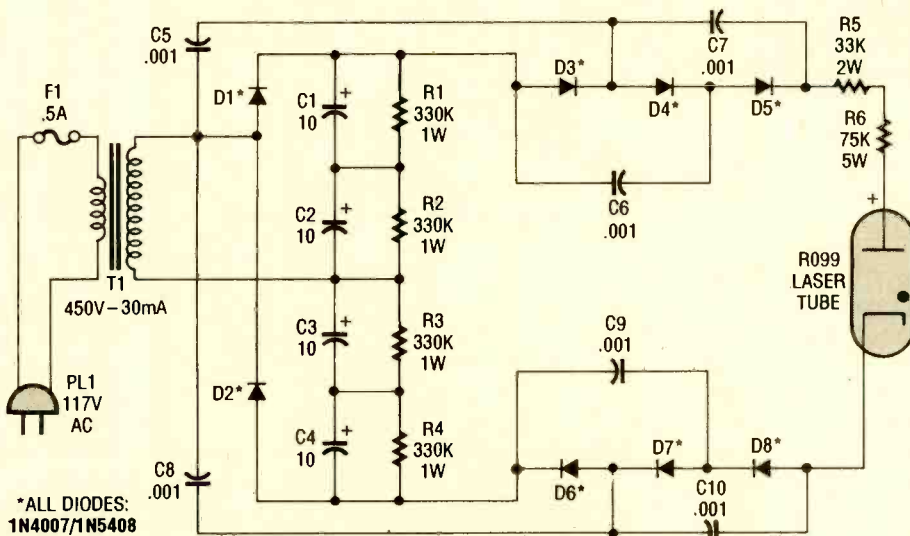 C5
.001
F1
.5A
T1
450V–30mA
PL1
117V
AC
C8
.001
*ALL DIODES:
1N4007/1N5408
D1*
D2*
C1
10
C2
10
C3
10
C4
10
R1
330K
1W
R2
330K
1W
R3
330K
1W
R4
330K
1W
D3*
D4*
C7
.001
D5*
C6
.001
R5
33K
2W
R6
75K
5W
+
R099
LASER
TUBE
C9
.001
D6*
D7*
D8*
C10
.001
+
+
+
+